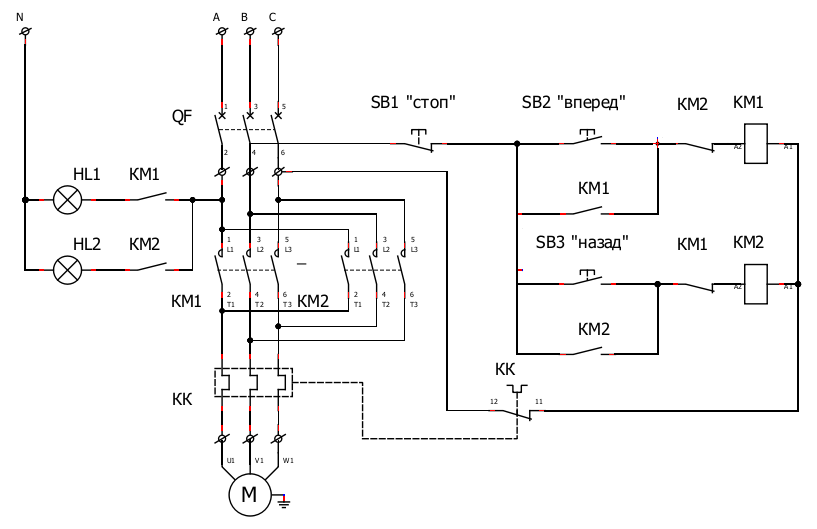 N
A B C
QF
1 3 5
2 4 6
SB1 "стоп"
SB2 "вперед"
KM2
KM1
A2
A1
HL1
KM1
HL2
KM2
KM1
SB3 "назад"
KM1
KM2
A2
A1
KM2
1 3 5
L1 L2 L3
1 3 5
L1 L2 L3
KM1
2 4 6
T1 T2 T3
KM2
2 4 6
T1 T2 T3
KK
KK
12
11
U1 V1 W1
M